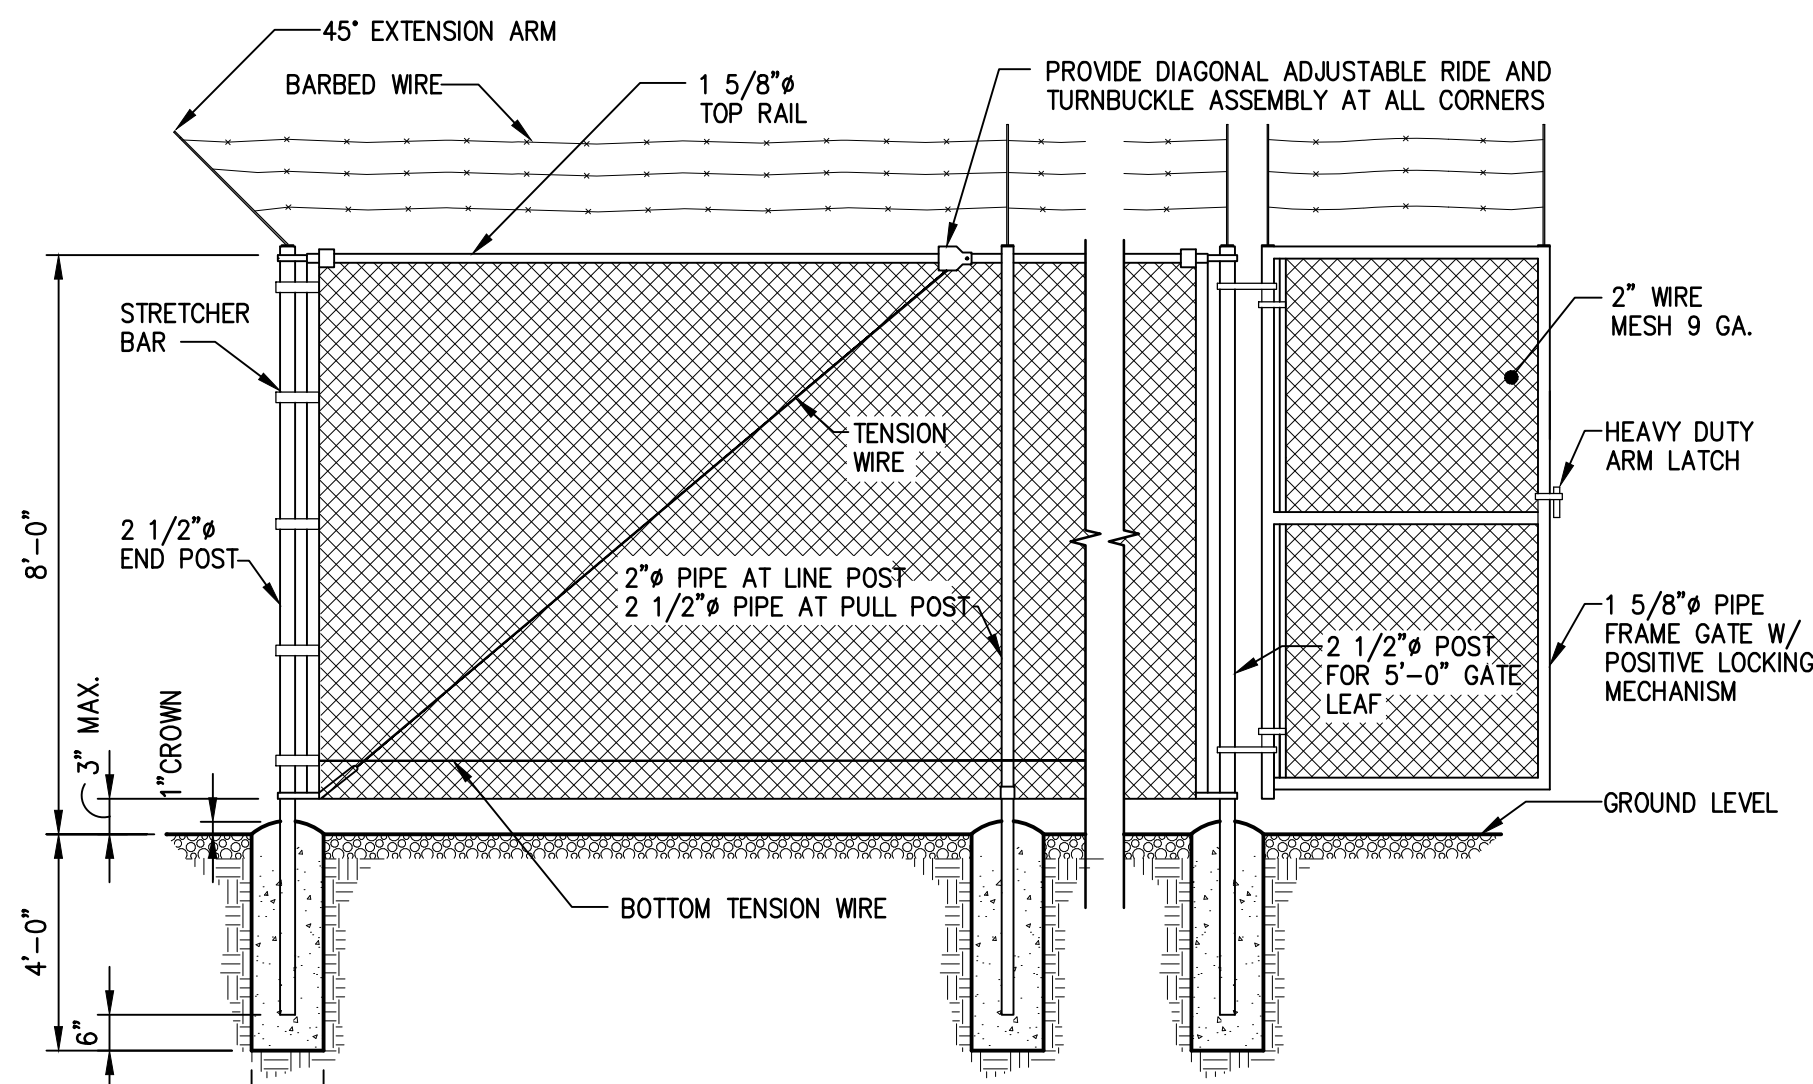 45° EXTENSION ARM
BARBED WIRE
1 5/8"ø
TOP RAIL
PROVIDE DIAGONAL ADJUSTABLE RIDE AND
TURNBUCKLE ASSEMBLY AT ALL CORNERS
STRETCHER
BAR
2" WIRE
MESH 9 GA.
TENSION
WIRE
HEAVY DUTY
ARM LATCH
8'-0"
2 1/2"ø
END POST
2"ø PIPE AT LINE POST
2 1/2"ø PIPE AT PULL POST
2 1/2"ø POST
FOR 5'-0" GATE
LEAF
1 5/8"ø PIPE
FRAME GATE W/
POSITIVE LOCKING
MECHANISM
3" MAX.
1"CROWN
GROUND LEVEL
BOTTOM TENSION WIRE
4'-0"
6"